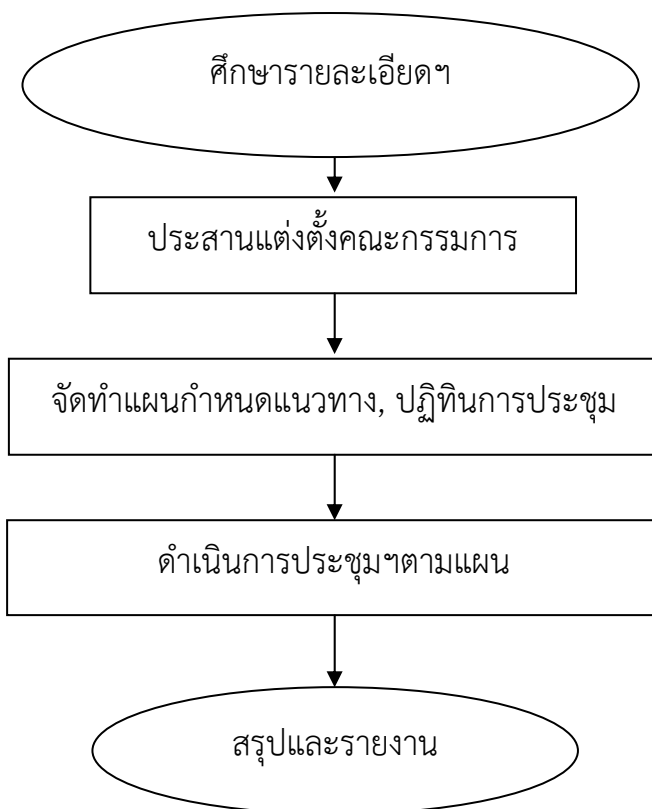 ศึกษารายละเอียดฯ
ประสานแต่งตั้งคณะกรรมการ
จัดทำแผนกำหนดแนวทาง, ปฏิทินการประชุม
ดำเนินการประชุมฯตามแผน
สรุปและรายงาน